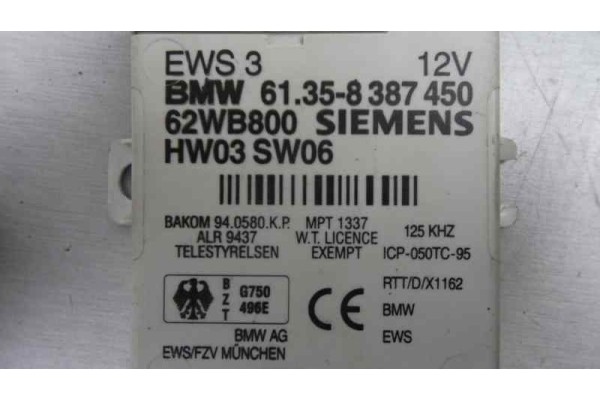 EWS 3 12V
BMW 61.35-8 387 450
62WB800 SIEMENS
HW03 SW06
BAKOM 94.0580.K.P. MPT 1337
ALR 9437 W.T. LICENCE 125 KHZ
TELESTYRELSEN EXEMPT ICP-050TC-95
RTT/D/X1162
B Z T
G750
496E
CE
BMW
BMW AG EWS
EWS/FZV MÜNCHEN